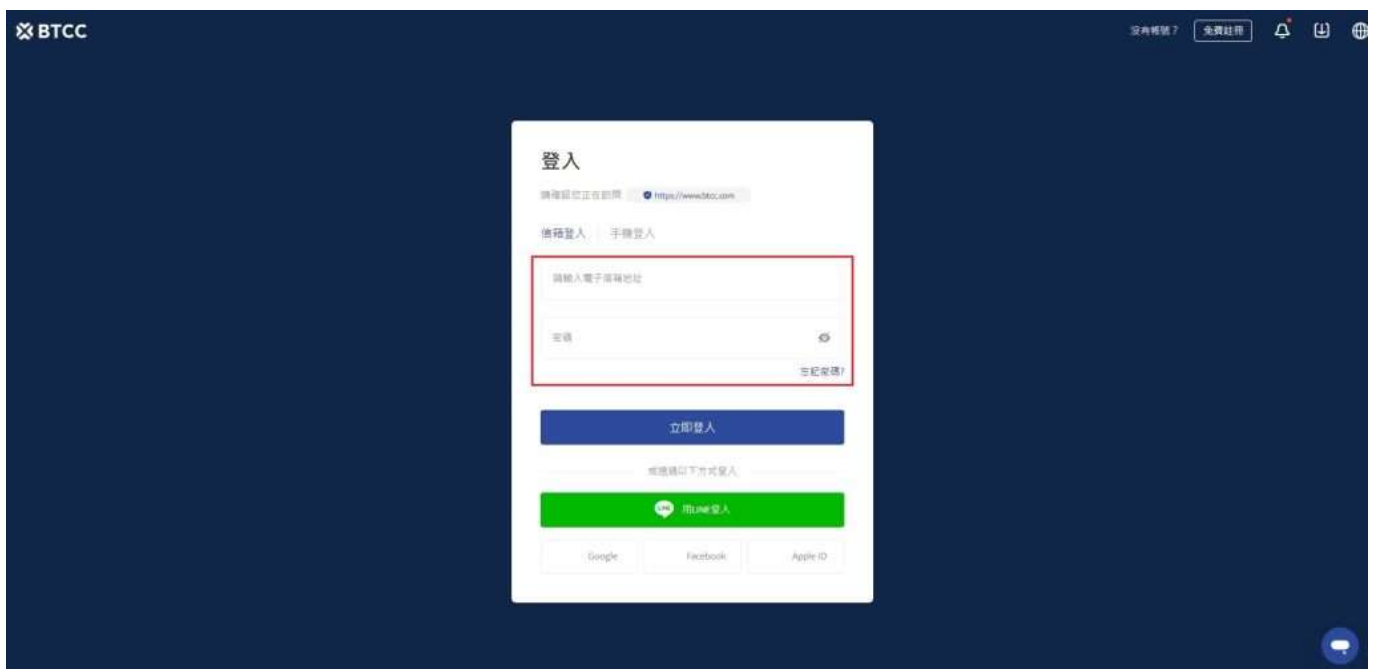 BTCC
沒有帳號？ 免費註冊
登入
請確認您正在訪問 https://www.btcc.com
信箱登入 手機登入
請輸入電子信箱地址
密碼
忘記密碼?
立即登入
或透過以下方式登入
LINE 用LINE登入
Google Facebook Apple ID